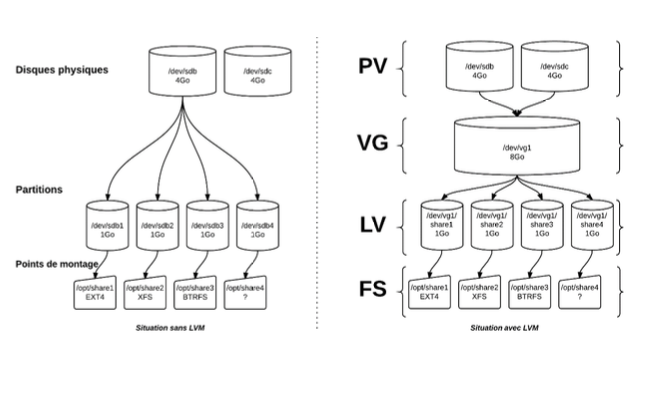 Disques physiques
/dev/sdb
4Go
/dev/sdc
4Go
Partitions
/dev/sdb1
1Go
/dev/sdb2
1Go
/dev/sdb3
1Go
/dev/sdb4
1Go
Points de montage
/opt/share1
EXT4
/opt/share2
XFS
/opt/share3
BTRFS
/opt/share4
?
Situation sans LVM
PV
/dev/sdb
4Go
/dev/sdc
4Go
VG
/dev/vg1
8Go
LV
/dev/vg1/
share1
1Go
/dev/vg1/
share2
1Go
/dev/vg1/
share3
1Go
/dev/vg1/
share4
1Go
FS
/opt/share1
EXT4
/opt/share2
XFS
/opt/share3
BTRFS
/opt/share4
?
Situation avec LVM